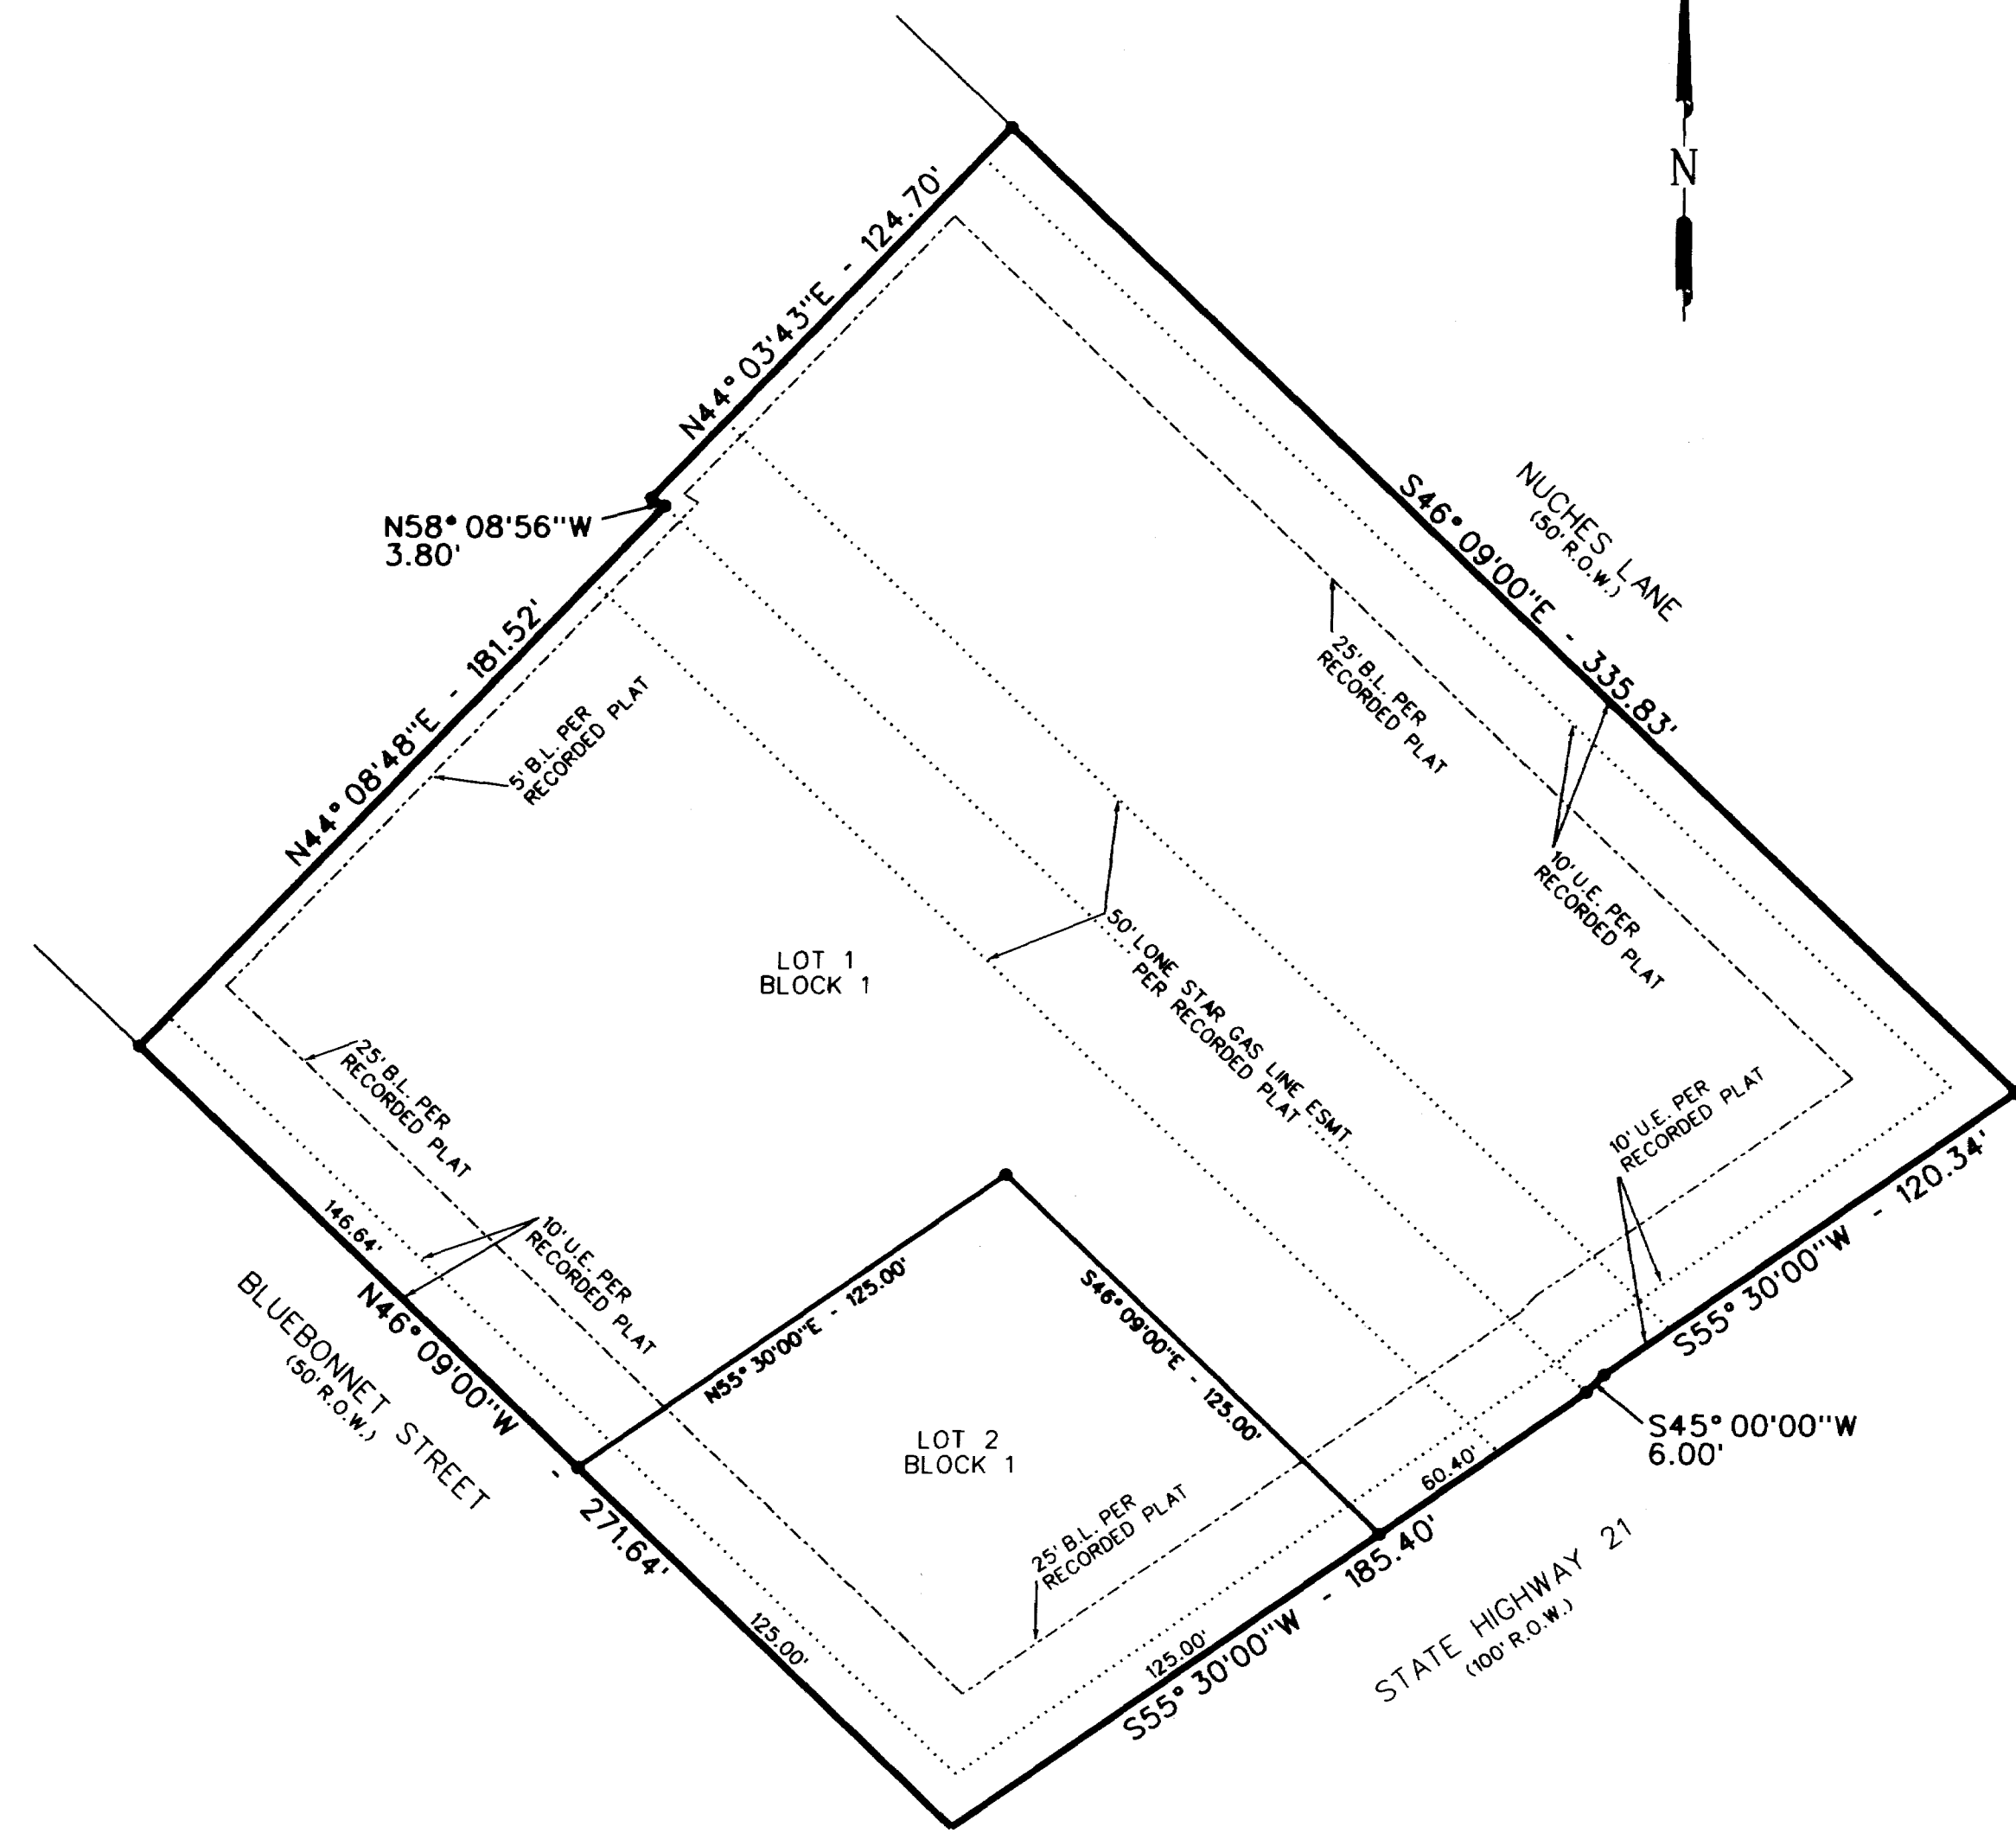 N
N44°03'43"E - 124.70'
N58°08'56"W
3.80'
N44°08'48"E - 181.52'
5' B.L. PER
RECORDED PLAT
NUCHES LANE
(50' R.O.W.)
S46°09'00"E - 335.83'
25' B.L. PER
RECORDED PLAT
10' U.E. PER
RECORDED PLAT
LOT 1
BLOCK 1
50' LONE STAR GAS LINE ESMT.
PER RECORDED PLAT
25' B.L. PER
RECORDED PLAT
10' U.E. PER
RECORDED PLAT
146.64'
10' U.E. PER
RECORDED PLAT
BLUEBONNET STREET
(50' R.O.W.)
N46°09'00"W - 271.64'
N55°30'00"E - 125.00'
S46°09'00"E - 125.00'
S55°30'00"W - 120.34'
S45°00'00"W
6.00'
LOT 2
BLOCK 1
60.40'
25' B.L. PER
RECORDED PLAT
125.00'
125.00'
S55°30'00"W - 185.40'
STATE HIGHWAY 21
(100' R.O.W.)